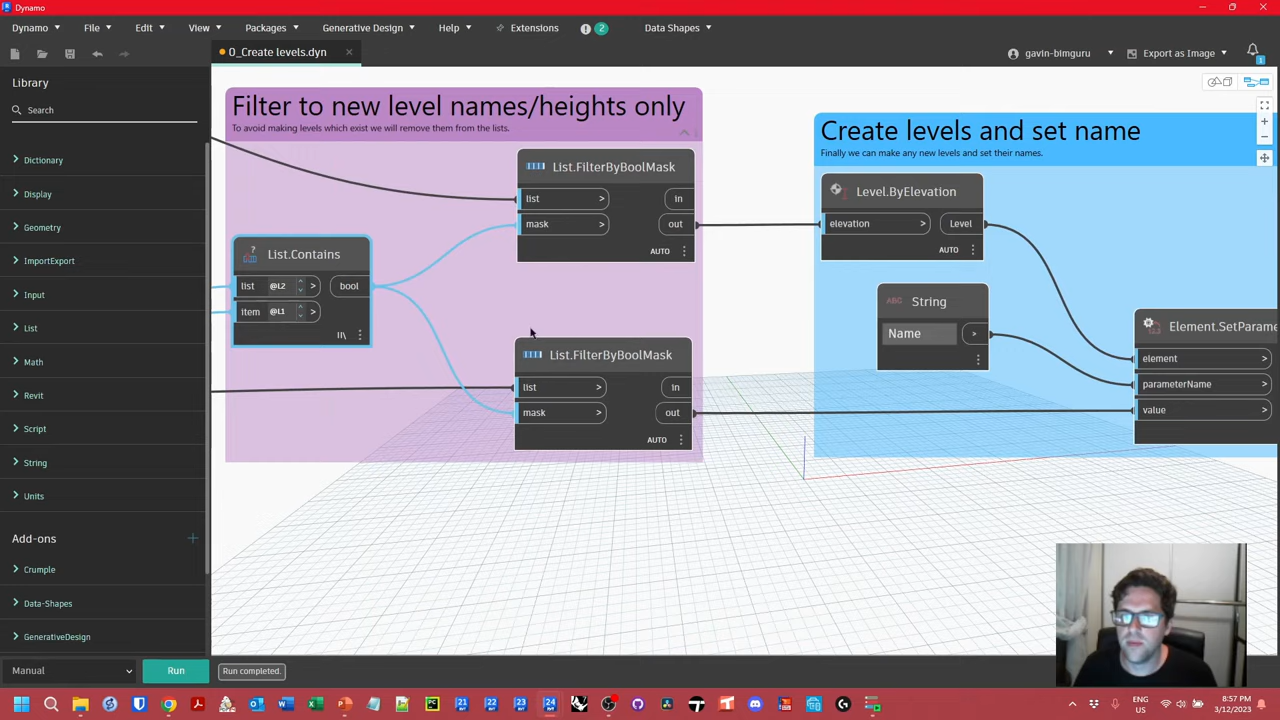 Dynamo
Dynamo File Edit View Packages Generative Design Help Extensions 2 Data Shapes
0_Create levels.dyn
gavin-bimguru Export as Image 1
Library
Search
Dictionary
Display
Geometry
ImportExport
Input
List
Math
Revit
Script
String
Units
Add-ons
Crumple
Data-Shapes
GenerativeDesign
Filter to new level names/heights only
To avoid making levels which exist we will remove them from the lists.
List.FilterByBoolMask
list > in
mask > out
AUTO
List.Contains
list @L2 > bool
item @L1 >
List.FilterByBoolMask
list > in
mask > out
AUTO
Create levels and set name
Finally we can make any new levels and set their names.
Level.ByElevation
elevation > Level
AUTO
ABC String
Name >
Element.SetParame
element >
parameterName >
value >
Manual Run Run completed.
21 22 23 24
ENG
US
8:57 PM
3/12/2023